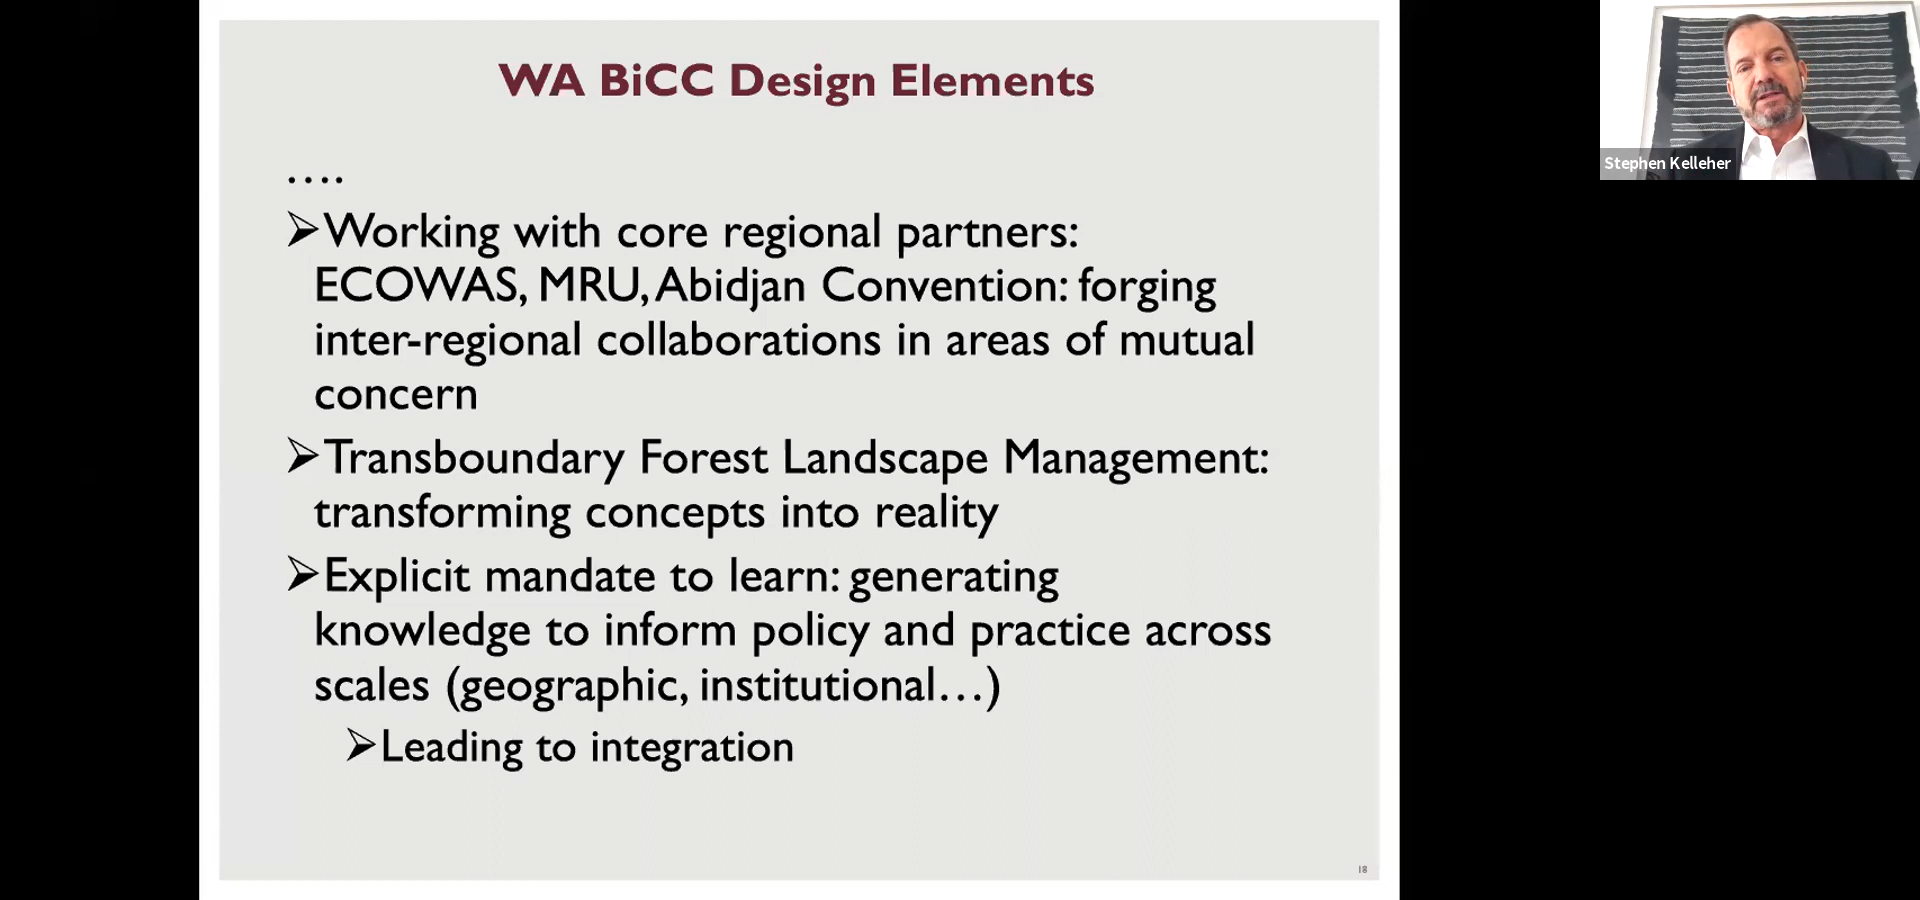 WA BiCC Design Elements
....
➢Working with core regional partners:
ECOWAS, MRU, Abidjan Convention: forging
inter-regional collaborations in areas of mutual
concern
➢Transboundary Forest Landscape Management:
transforming concepts into reality
➢Explicit mandate to learn: generating
knowledge to inform policy and practice across
scales (geographic, institutional…)
➢Leading to integration
18
Stephen Kelleher